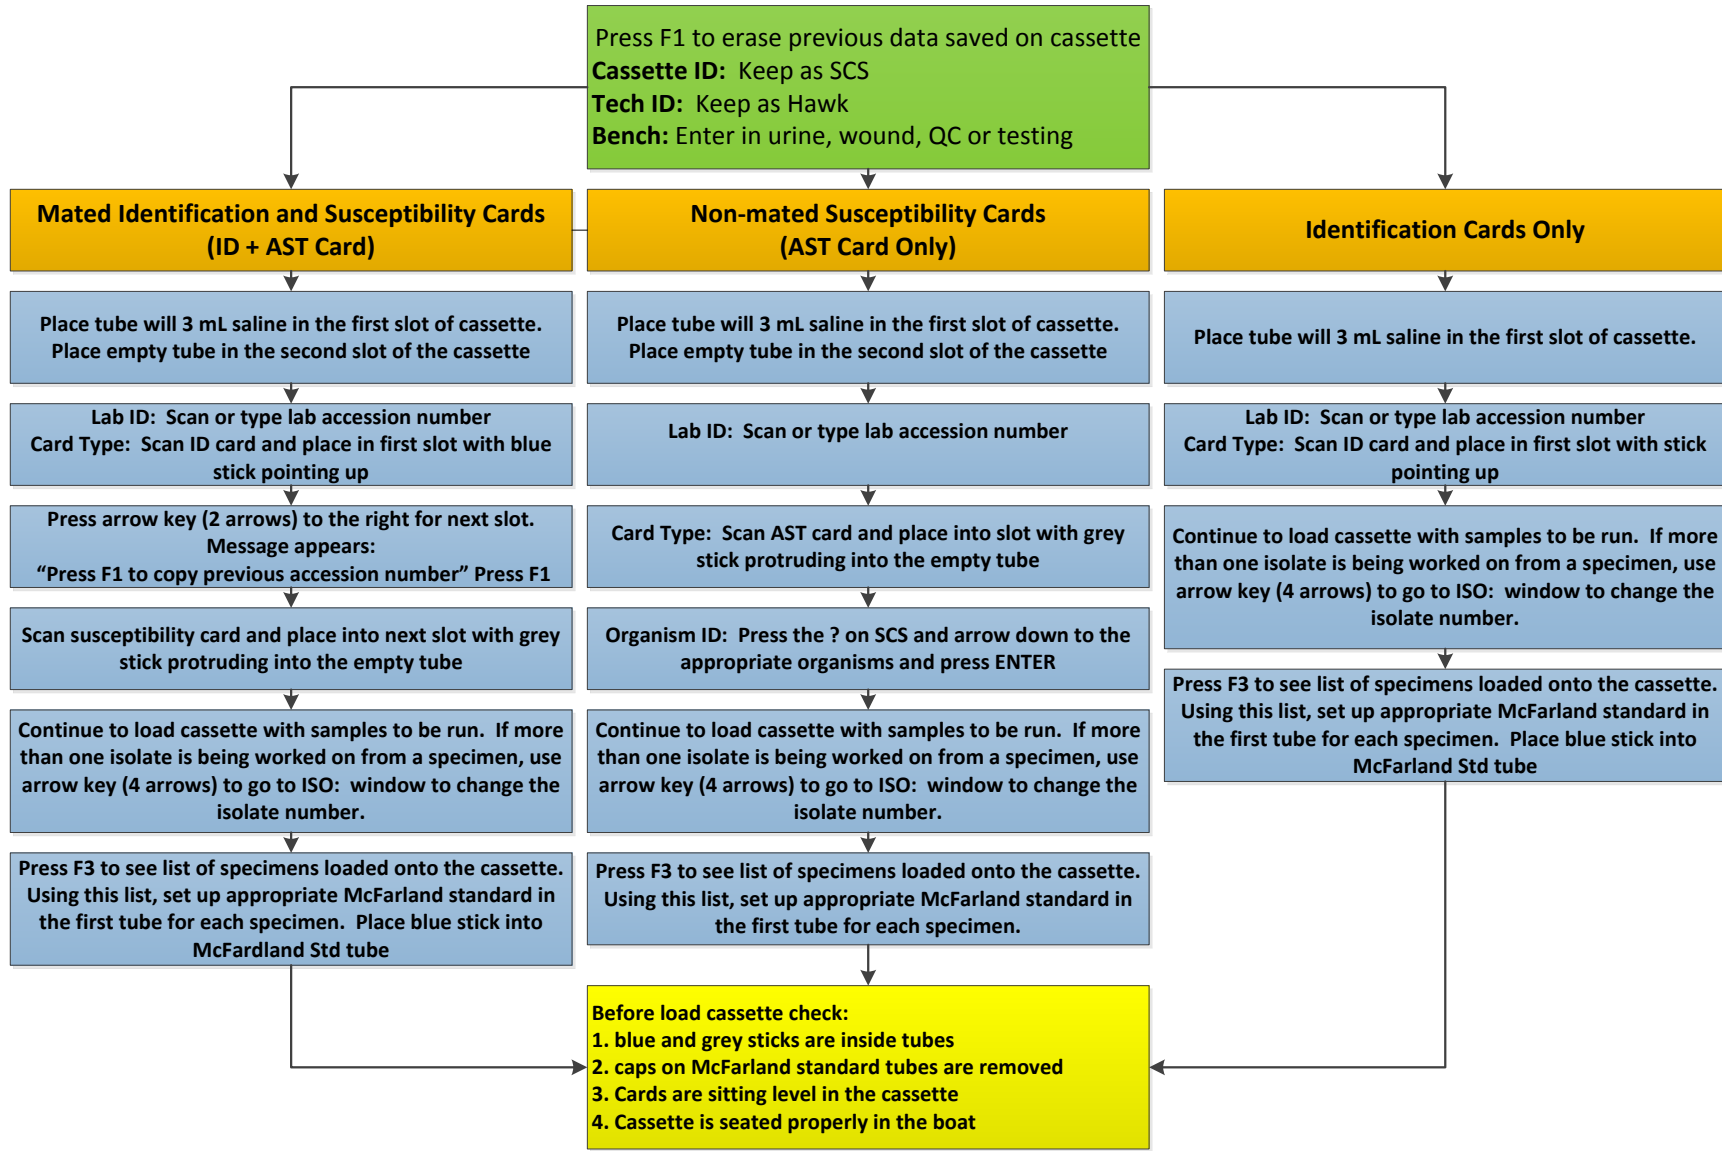 Press F1 to erase previous data saved on cassette
Cassette ID:  Keep as SCS
Tech ID:  Keep as Hawk
Bench: Enter in urine, wound, QC or testing
Mated Identification and Susceptibility Cards
(ID + AST Card)
Place tube will 3 mL saline in the first slot of cassette.
Place empty tube in the second slot of the cassette
Lab ID:  Scan or type lab accession number
Card Type:  Scan ID card and place in first slot with blue
stick pointing up
Press arrow key (2 arrows) to the right for next slot.
Message appears:
“Press F1 to copy previous accession number” Press F1
Scan susceptibility card and place into next slot with grey
stick protruding into the empty tube
Continue to load cassette with samples to be run.  If more
than one isolate is being worked on from a specimen, use
arrow key (4 arrows) to go to ISO:  window to change the
isolate number.
Press F3 to see list of specimens loaded onto the cassette.
Using this list, set up appropriate McFarland standard in
the first tube for each specimen.  Place blue stick into
McFardland Std tube
Non-mated Susceptibility Cards
(AST Card Only)
Place tube will 3 mL saline in the first slot of cassette.
Place empty tube in the second slot of the cassette
Lab ID:  Scan or type lab accession number
Card Type:  Scan AST card and place into slot with grey
stick protruding into the empty tube
Organism ID:  Press the ? on SCS and arrow down to the
appropriate organisms and press ENTER
Continue to load cassette with samples to be run.  If more
than one isolate is being worked on from a specimen, use
arrow key (4 arrows) to go to ISO:  window to change the
isolate number.
Press F3 to see list of specimens loaded onto the cassette.
Using this list, set up appropriate McFarland standard in
the first tube for each specimen.
Identification Cards Only
Place tube will 3 mL saline in the first slot of cassette.
Lab ID:  Scan or type lab accession number
Card Type:  Scan ID card and place in first slot with stick
pointing up
Continue to load cassette with samples to be run.  If more
than one isolate is being worked on from a specimen, use
arrow key (4 arrows) to go to ISO:  window to change the
isolate number.
Press F3 to see list of specimens loaded onto the cassette.
Using this list, set up appropriate McFarland standard in
the first tube for each specimen.  Place blue stick into
McFarland Std tube
Before load cassette check:
1. blue and grey sticks are inside tubes
2. caps on McFarland standard tubes are removed
3. Cards are sitting level in the cassette
4. Cassette is seated properly in the boat